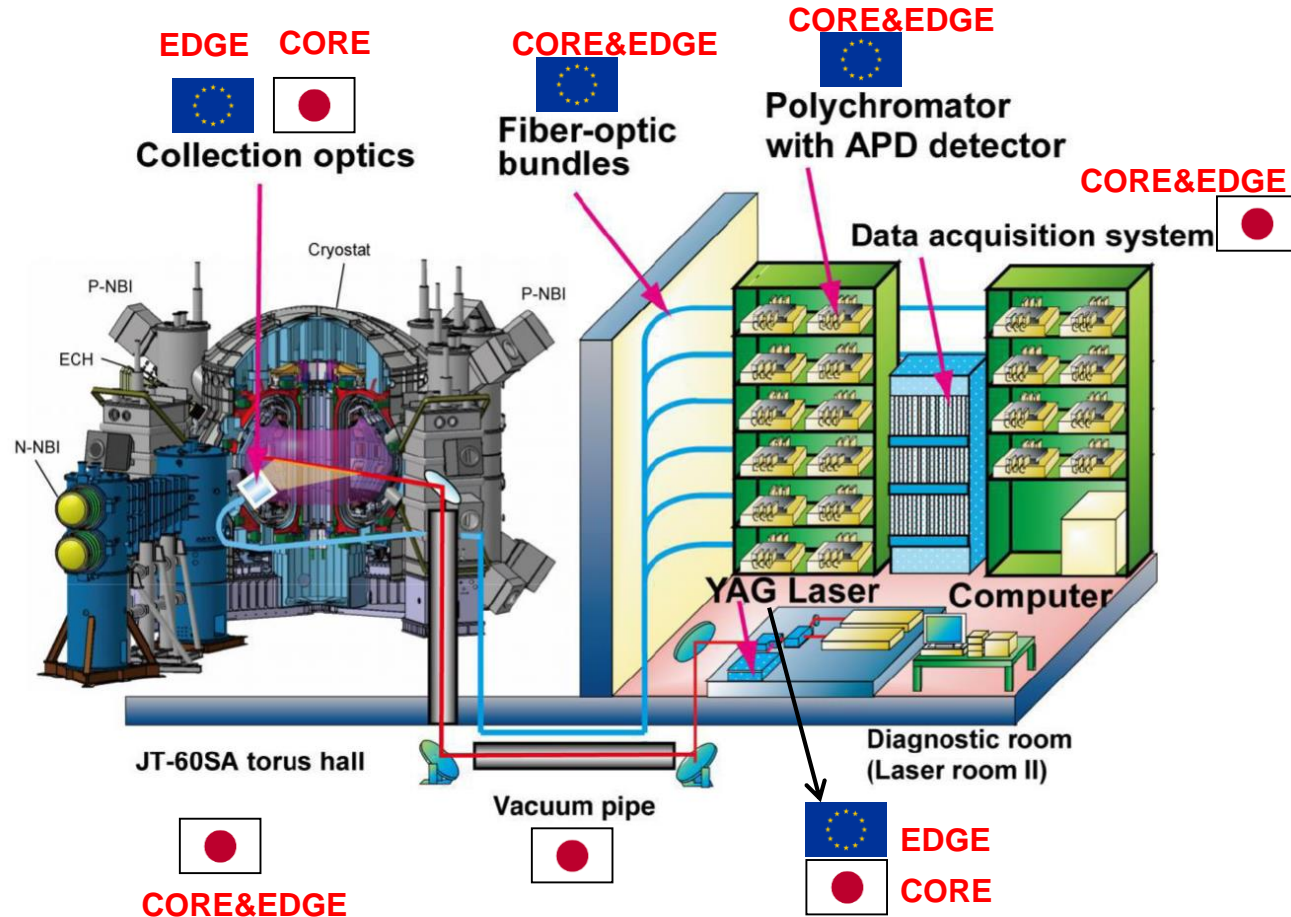 EDGE CORE
Collection optics
CORE&EDGE
Fiber-optic
bundles
CORE&EDGE
Polychromator
with APD detector
CORE&EDGE
Data acquisition system
Cryostat
P-NBI
P-NBI
ECH
N-NBI
YAG Laser
Computer
JT-60SA torus hall
Diagnostic room
(Laser room II)
Vacuum pipe
CORE&EDGE
EDGE
CORE